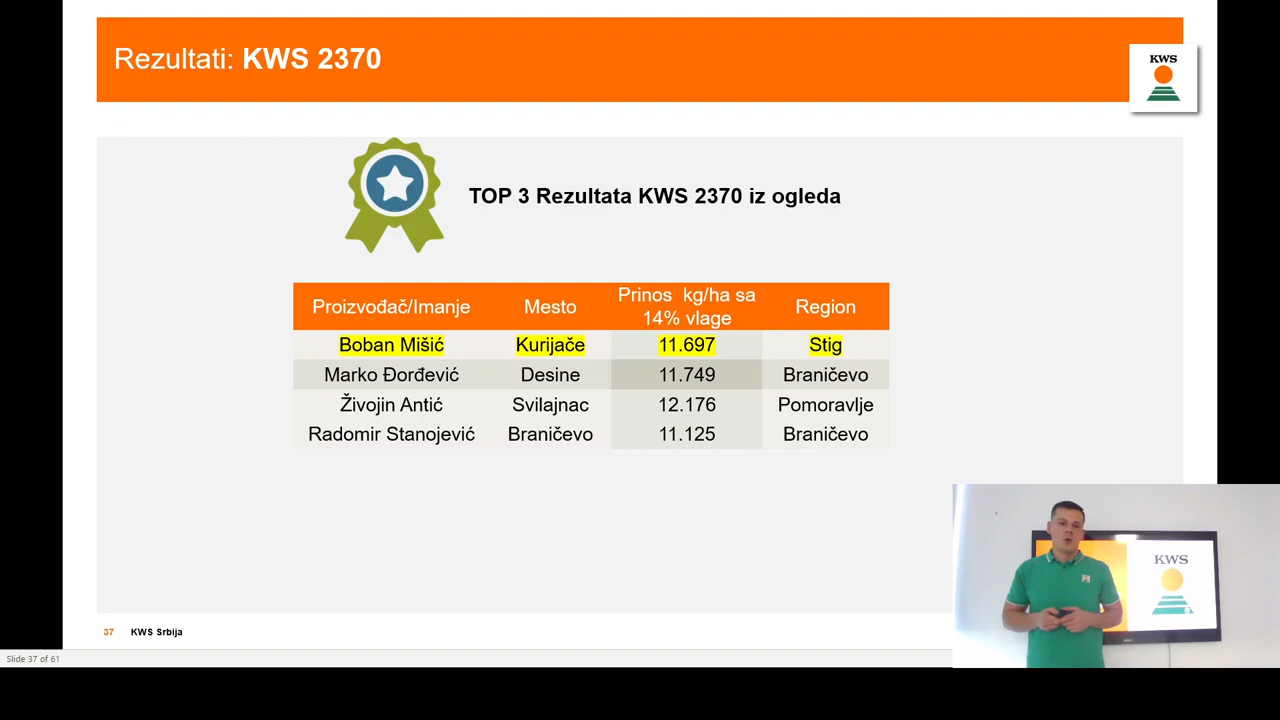 Rezultati: KWS 2370
KWS
TOP 3 Rezultata KWS 2370 iz ogleda
Proizvođač/Imanje Mesto Prinos kg/ha sa 14% vlage Region
Boban Mišić Kurijače 11.697 Stig
Marko Đorđević Desine 11.749 Braničevo
Živojin Antić Svilajnac 12.176 Pomoravlje
Radomir Stanojević Braničevo 11.125 Braničevo
KWS
37 KWS Srbija
Slide 37 of 61